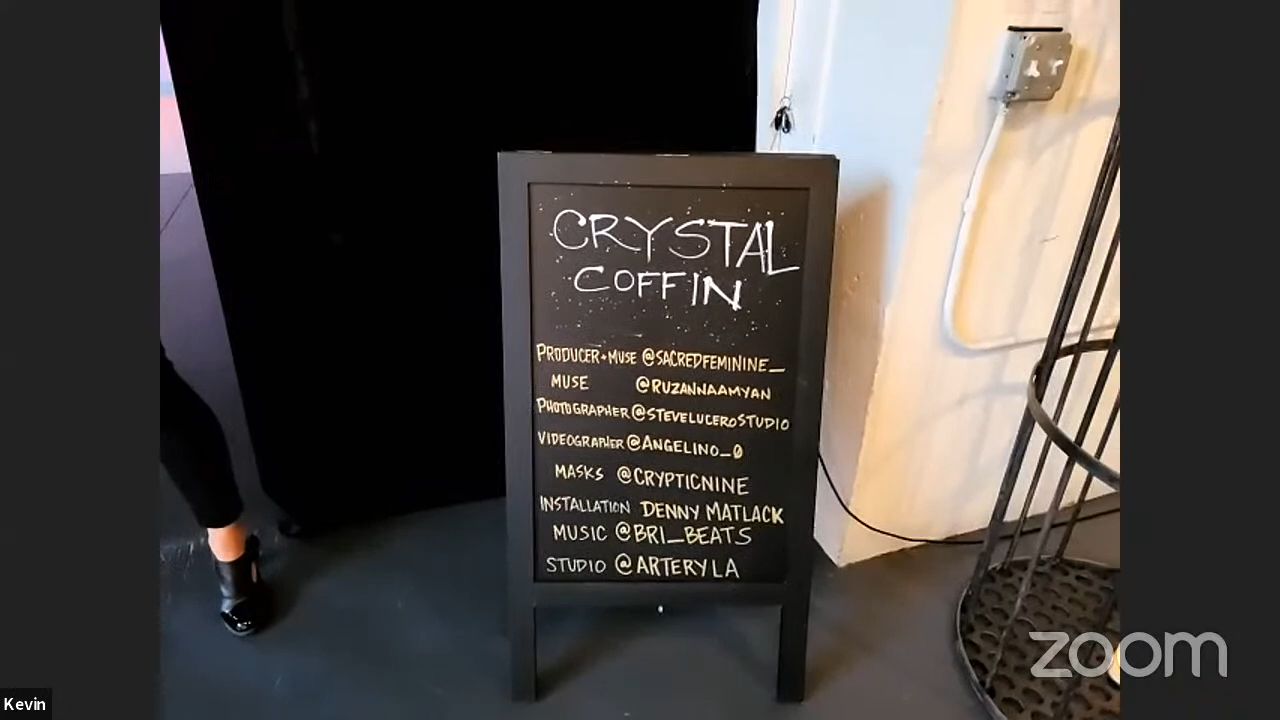 CRYSTAL
COFFIN
PRODUCER+MUSE @SACREDFEMININE_
MUSE @RUZANNAAMYAN
PHOTOGRAPHER @STEVELUCEROSTUDIO
VIDEOGRAPHER @ANGELINO_0
MASKS @CRYPTICNINE
INSTALLATION DENNY MATLACK
MUSIC @BRI_BEATS
STUDIO @ARTERYLA
zoom
Kevin